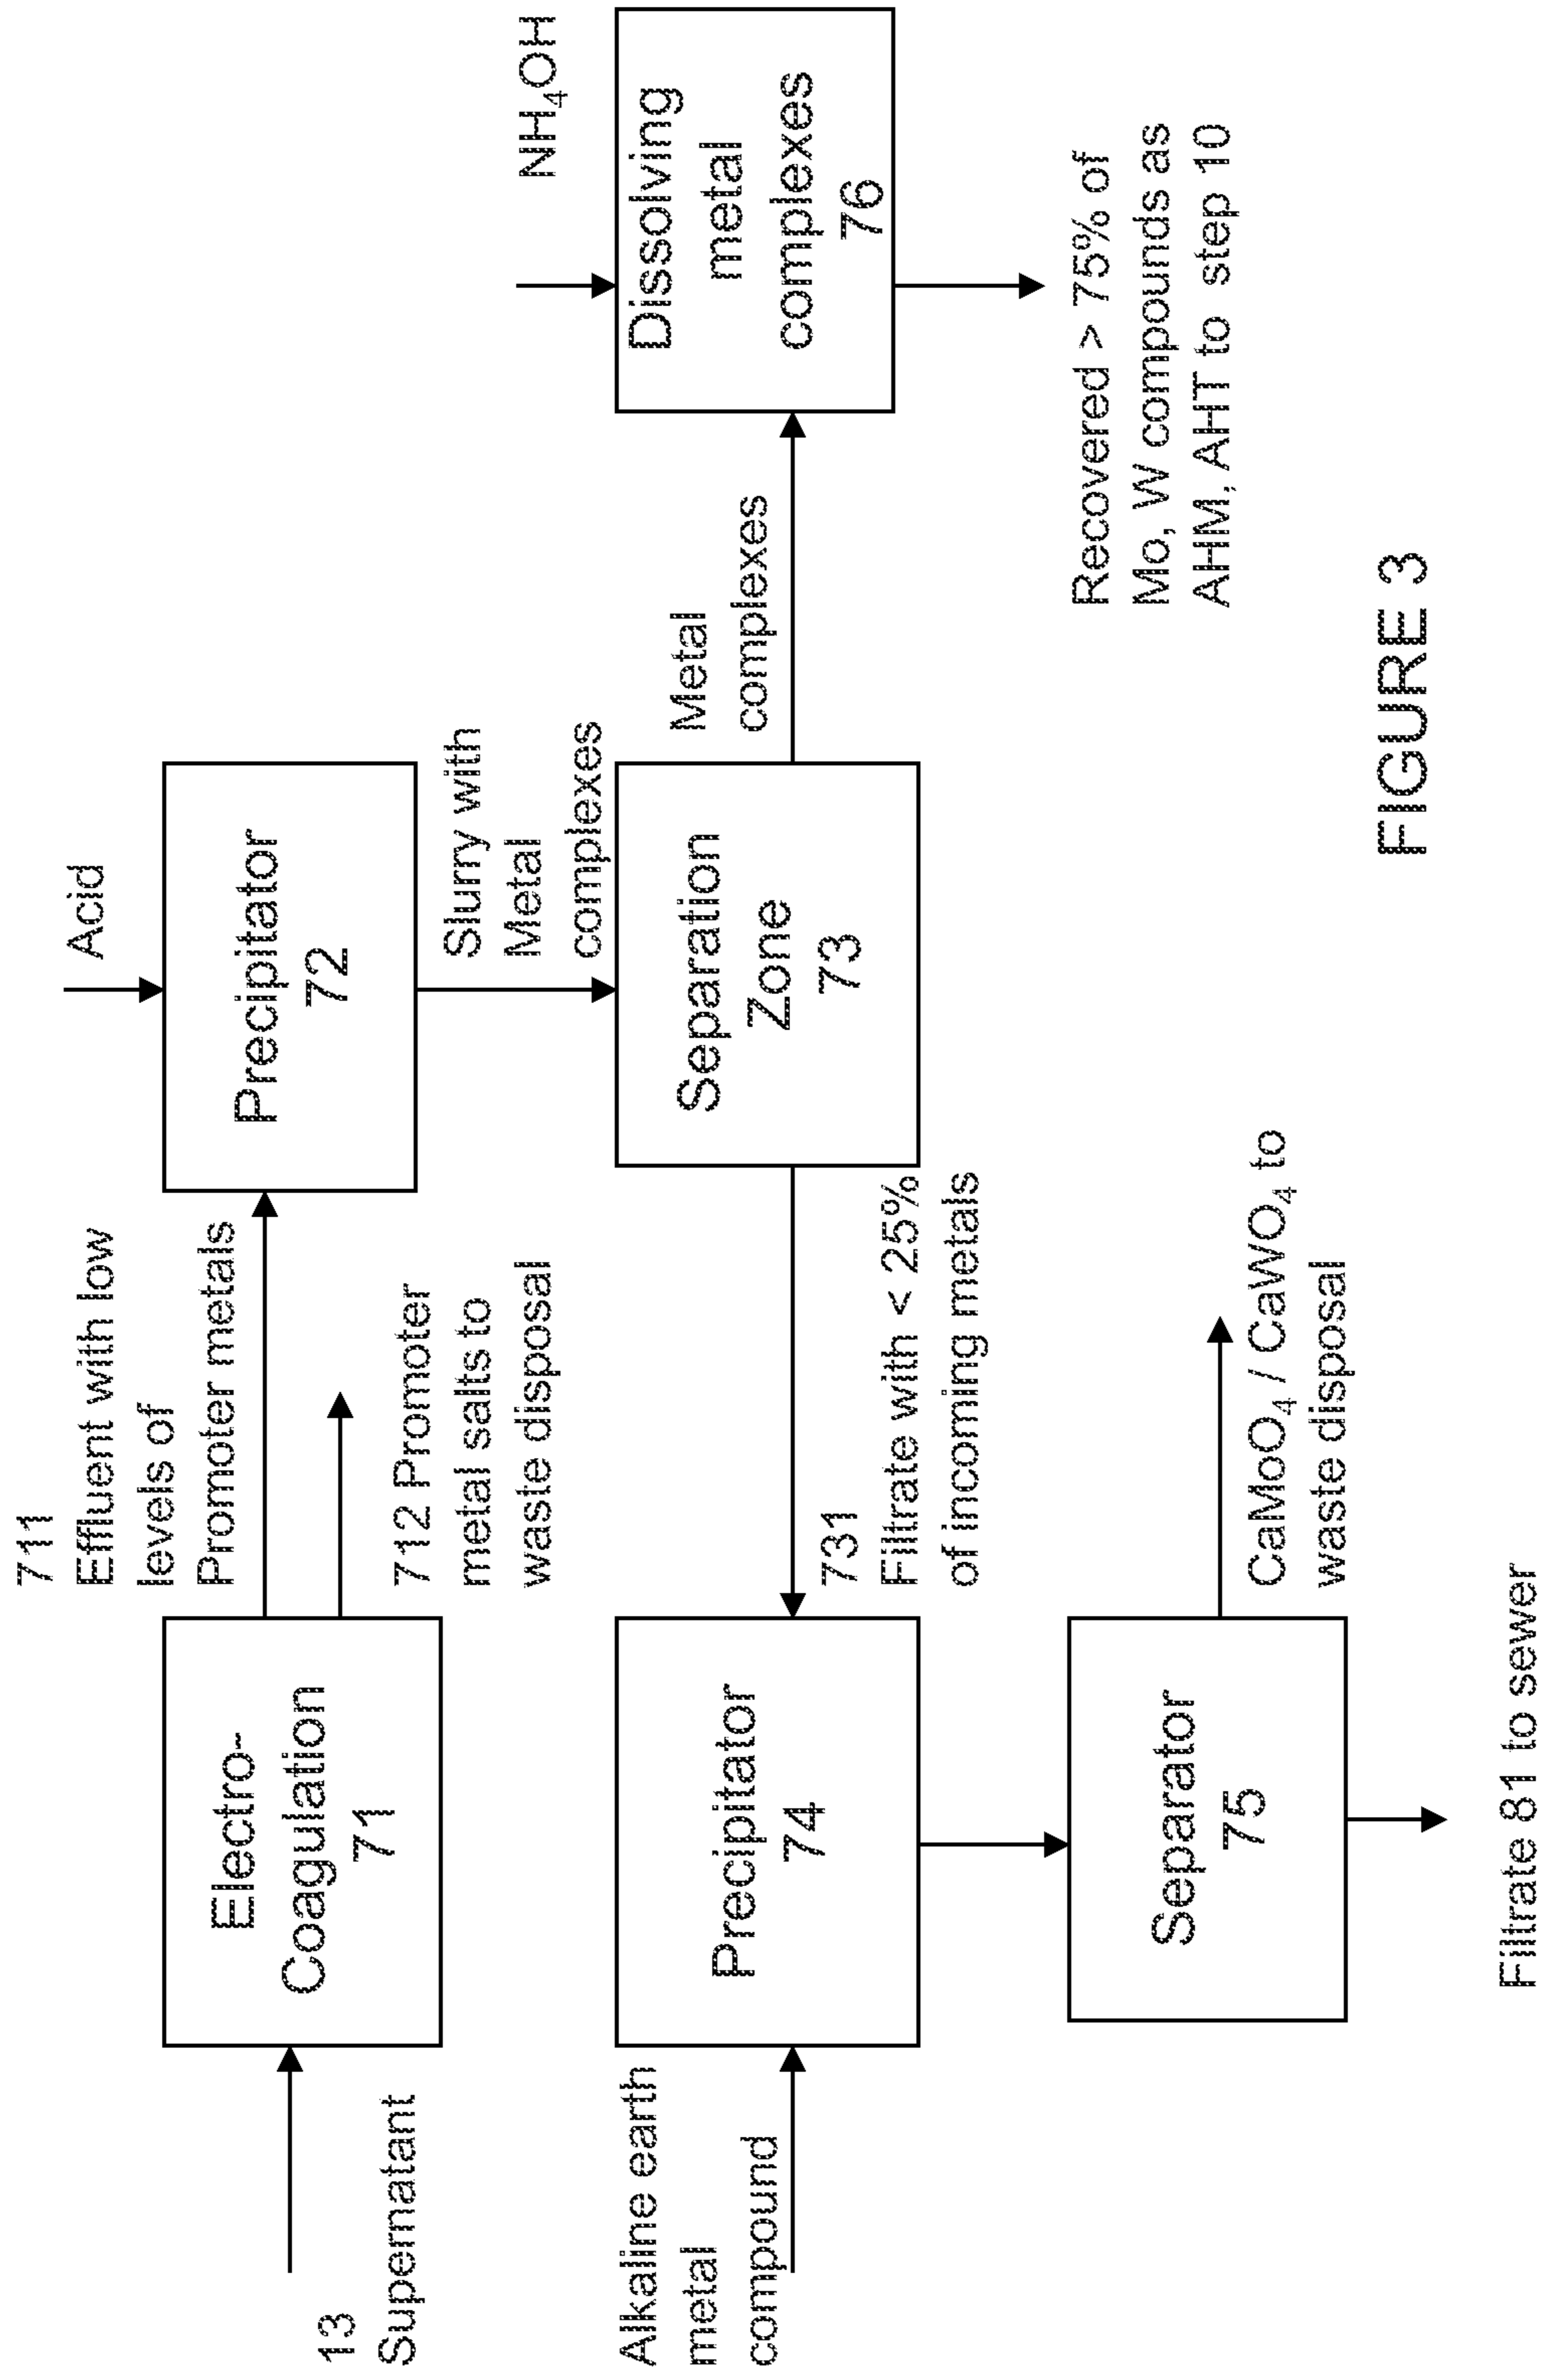 711
Effluent with low
levels of
Promoter metals
Acid
13
Supernatant
Electro-
Coagulation
71
Precipitator
72
712 Promoter
metal salts to
waste disposal
Slurry with
Metal
complexes
NH₄OH
Alkaline earth
metal
compound
Precipitator
74
Separation
Zone
73
Metal
complexes
Dissolving
metal
complexes
76
731
Filtrate with < 25%
of incoming metals
Recovered > 75% of
Mo, W compounds as
AHM, AHT to step 10
Separator
75
CaMoO₄ / CaWO₄ to
waste disposal
Filtrate 81 to sewer
FIGURE 3